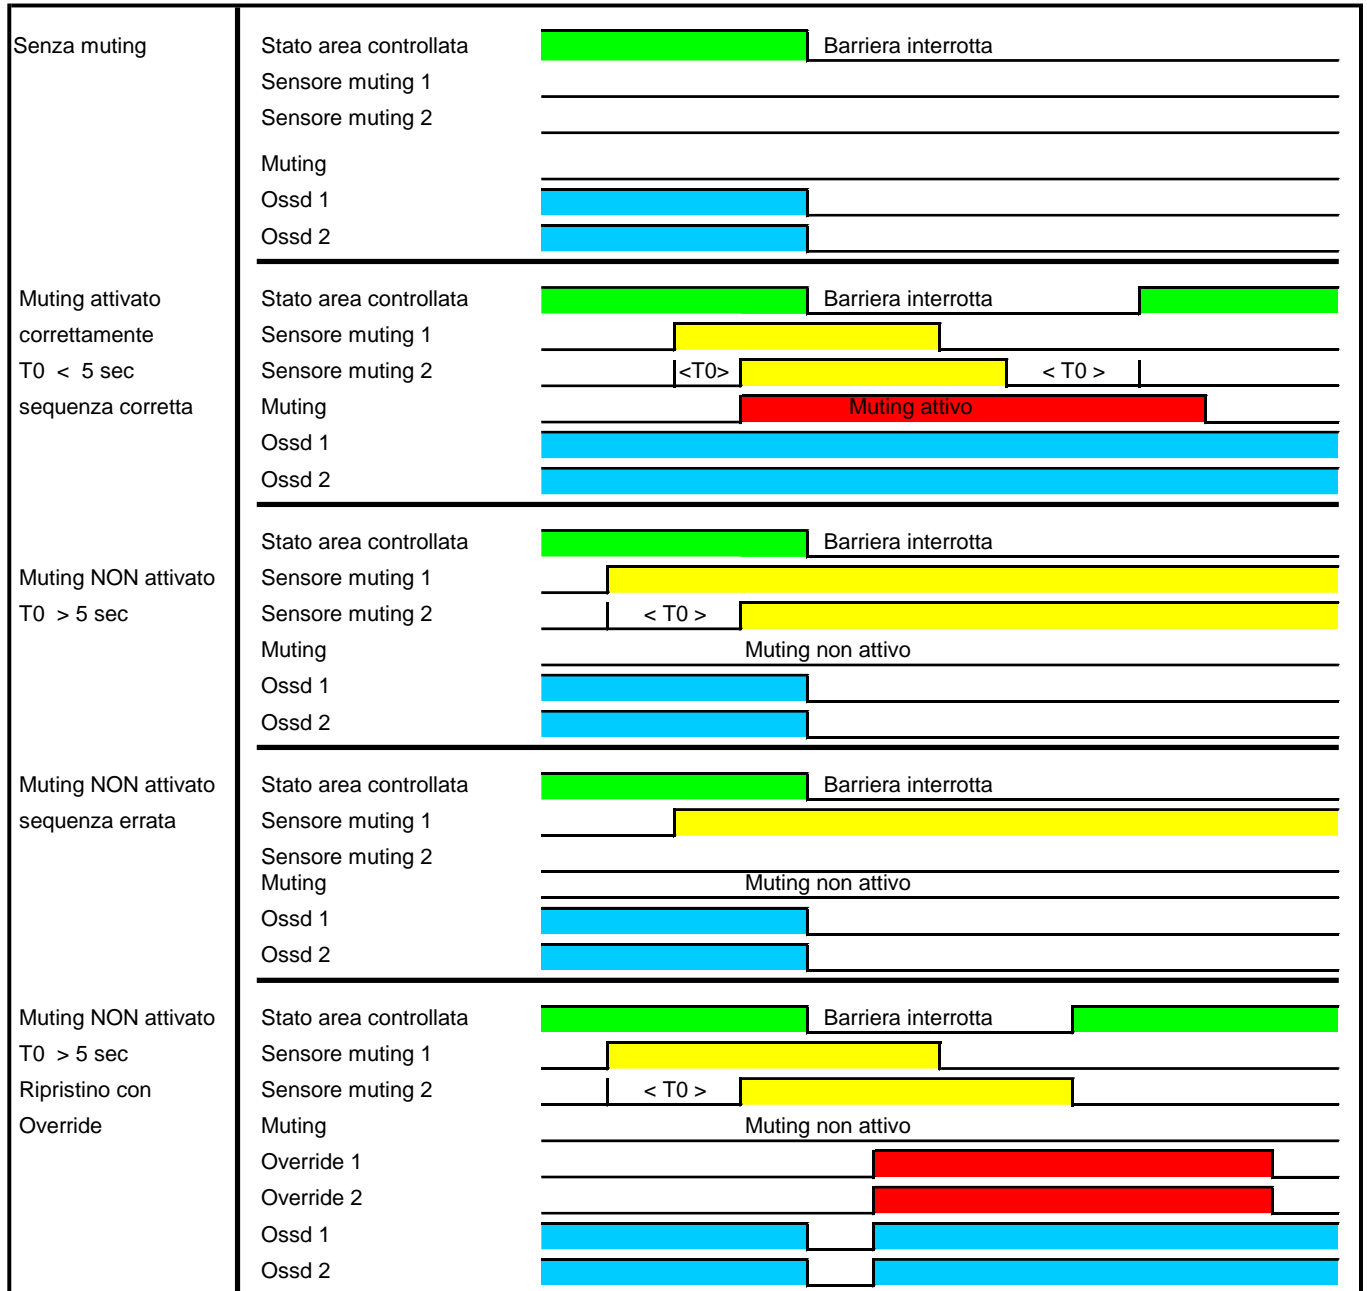 Senza muting
Stato area controllata
Barriera interrotta
Sensore muting 1
Sensore muting 2
Muting
Ossd 1
Ossd 2
Muting attivato
Stato area controllata
Barriera interrotta
correttamente
Sensore muting 1
T0 < 5 sec
Sensore muting 2
<T0>
< T0 >
sequenza corretta
Muting
Muting attivo
Ossd 1
Ossd 2
Stato area controllata
Barriera interrotta
Muting NON attivato
Sensore muting 1
T0 > 5 sec
Sensore muting 2
< T0 >
Muting
Muting non attivo
Ossd 1
Ossd 2
Muting NON attivato
Stato area controllata
Barriera interrotta
sequenza errata
Sensore muting 1
Sensore muting 2
Muting
Muting non attivo
Ossd 1
Ossd 2
Muting NON attivato
Stato area controllata
Barriera interrotta
T0 > 5 sec
Sensore muting 1
Ripristino con
Sensore muting 2
< T0 >
Override
Muting
Muting non attivo
Override 1
Override 2
Ossd 1
Ossd 2